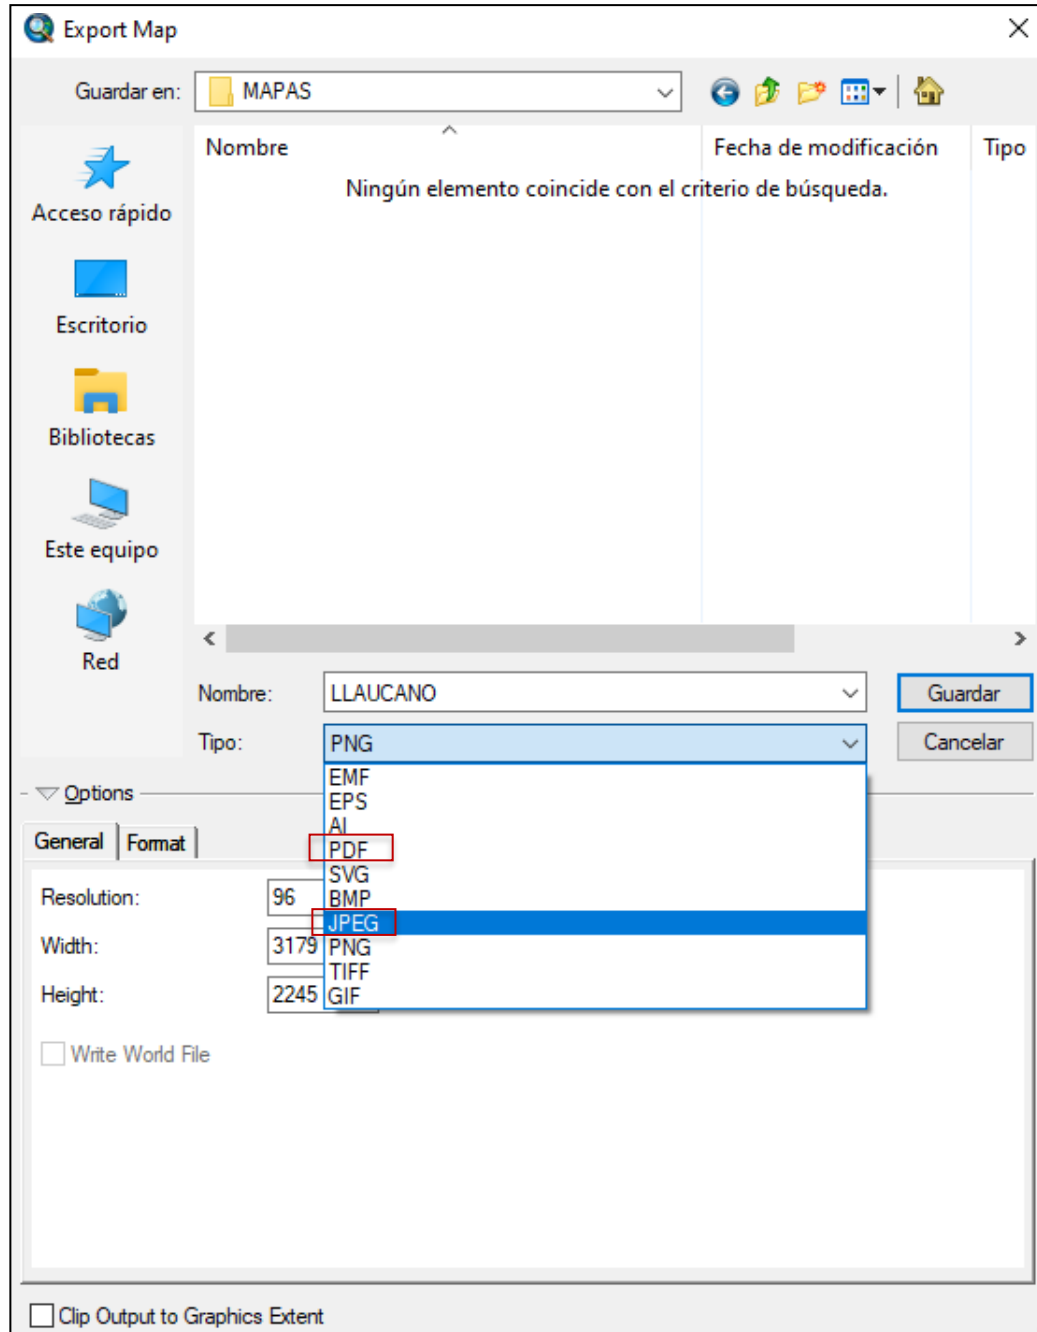 Export Map
Guardar en: MAPAS
Nombre Fecha de modificación Tipo
Ningún elemento coincide con el criterio de búsqueda.
Acceso rápido
Escritorio
Bibliotecas
Este equipo
Red
Nombre: LLAUCANO Guardar
Tipo: PNG Cancelar
EMF
EPS
AI
PDF
SVG
BMP
JPEG
PNG
TIFF
GIF
Options
General Format
Resolution: 96
Width: 3179
Height: 2245
Write World File
Clip Output to Graphics Extent